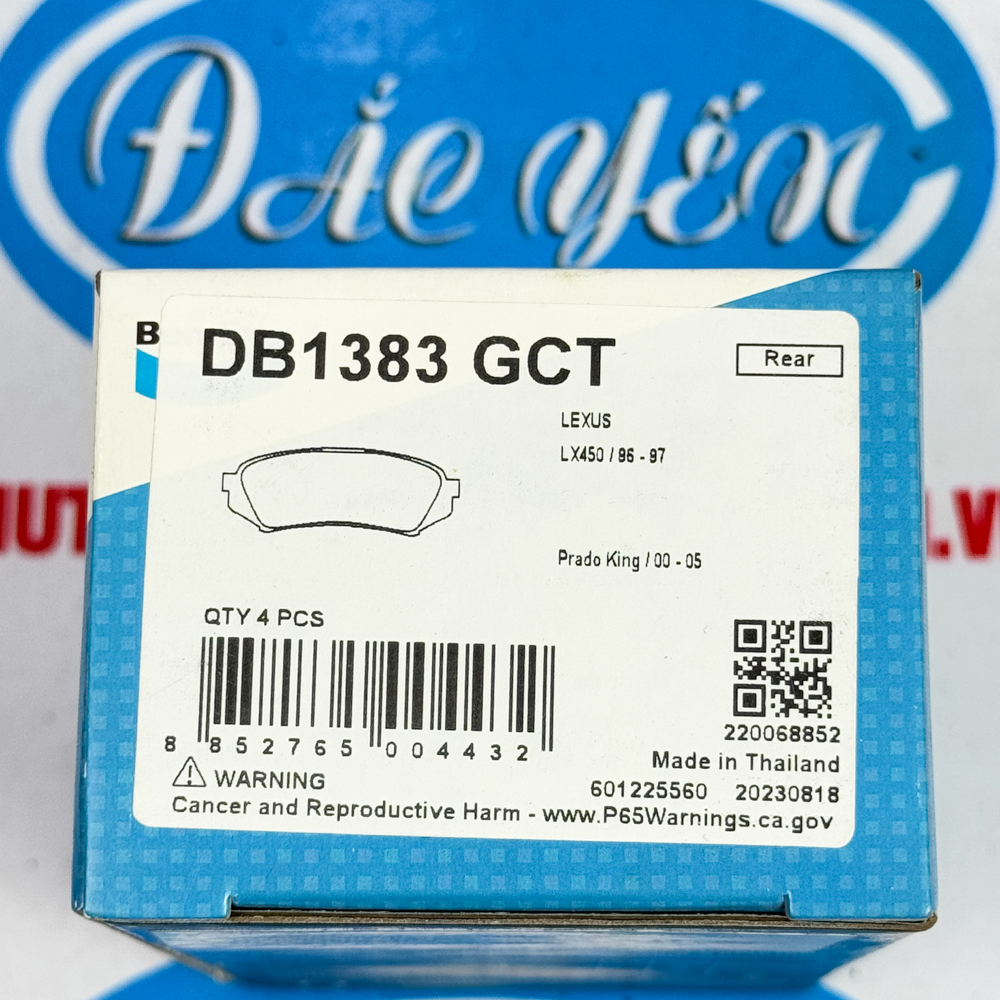 ĐẮC YẾN
B
DB1383 GCT
Rear
LEXUS
LX450 / 96 - 97
Prado King / 00 - 05
QTY 4 PCS
8 852765 004432
220068852
Made in Thailand
601225560 20230818
WARNING
Cancer and Reproductive Harm - www.P65Warnings.ca.gov